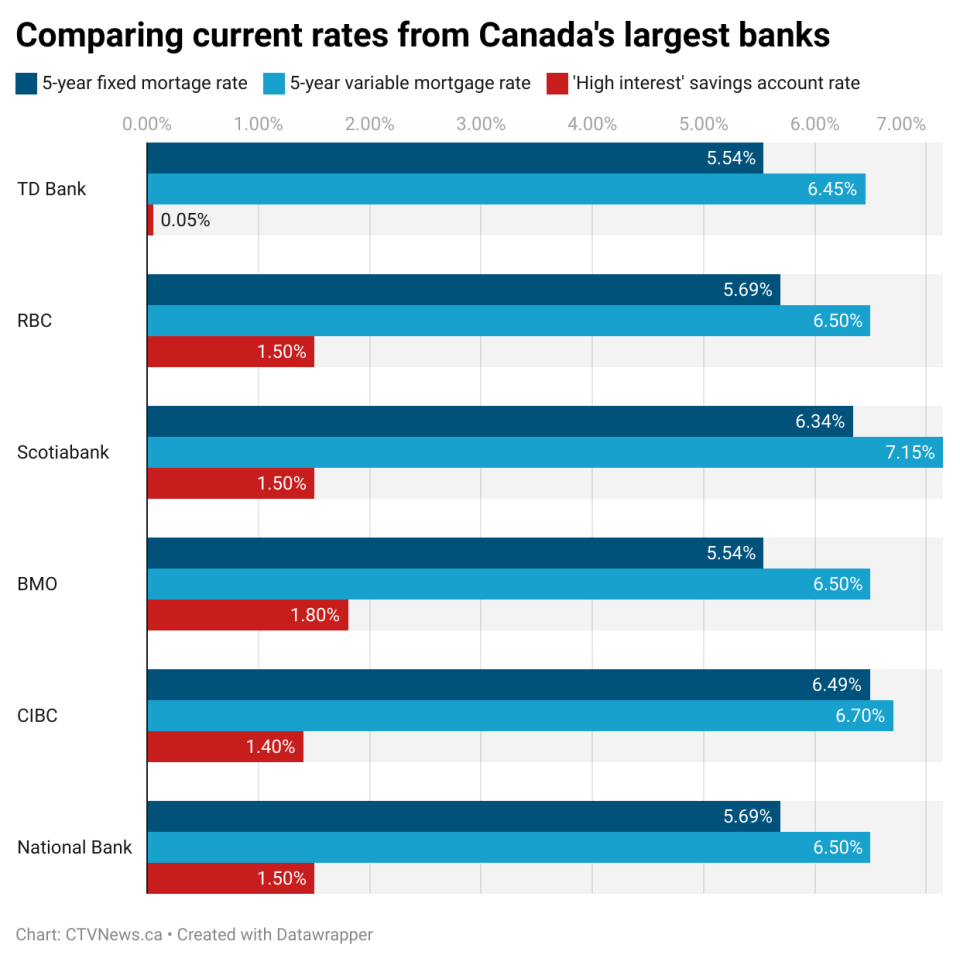 Comparing current rates from Canada's largest banks
5-year fixed mortage rate 5-year variable mortgage rate 'High interest' savings account rate
0.00% 1.00% 2.00% 3.00% 4.00% 5.00% 6.00% 7.00%
TD Bank
5.54%
6.45%
0.05%
RBC
5.69%
6.50%
1.50%
Scotiabank
6.34%
7.15%
1.50%
BMO
5.54%
6.50%
1.80%
CIBC
6.49%
6.70%
1.40%
National Bank
5.69%
6.50%
1.50%
Chart: CTVNews.ca • Created with Datawrapper